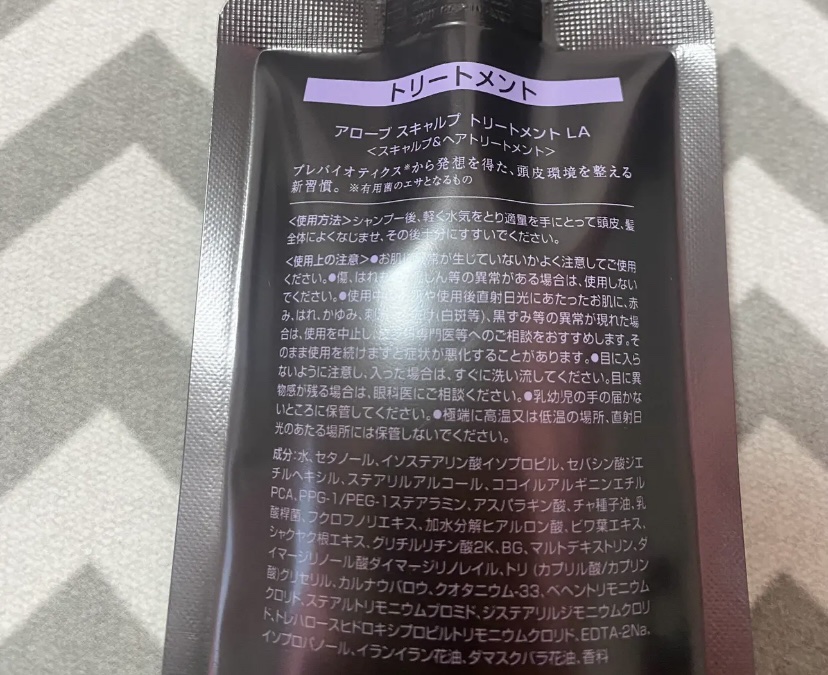 トリートメント
アローブ スキャルプ トリートメント LA
<スキャルプ&ヘアトリートメント>
プレバイオティクス※から発想を得た、頭皮環境を整える
新習慣。 ※有用菌のエサとなるもの
<使用方法>シャンプー後、軽く水気をとり適量を手にとって頭皮、髪
全体によくなじませ、その後十分にすすいでください。
<使用上の注意>●お肌に 常が生じていないかよく注意してご使用
ください。●傷、はれも しん等の異常がある場合は、使用しない
でください。●使用中 や使用後直射日光にあたったお肌に、赤
み、はれ、かゆみ、刺 け(白斑等)、黒ずみ等の異常が現れた場
合は、使用を中止し、 専門医等へのご相談をおすすめします。そ
のまま使用を続けますと症状が悪化することがあります。●目に入ら
ないように注意し、入った場合は、すぐに洗い流してください。目に異
物感が残る場合は、眼科医にご相談ください。●乳幼児の手の届かな
いところに保管してください。●極端に高温又は低温の場所、直射日
光のあたる場所には保管しないでください。
成分:水、セタノール、イソステアリン酸イソプロピル、セバシン酸ジエ
チルヘキシル、ステアリルアルコール、ココイルアルギニンエチル
PCA、PPG-1/PEG-1ステアラミン、アスパラギン酸、チャ種子油、乳
酸桿菌、フクロフノリエキス、加水分解ヒアルロン酸、ビワ葉エキス、
シャクヤク根エキス、グリチルリチン酸2K、BG、マルトデキストリン、ダ
イマージリノール酸ダイマージリノレイル、トリ(カプリル酸/カプリン
酸)グリセリル、カルナウバロウ、クオタニウム-33、ベヘントリモニウム
クロリド、ステアルトリモニウムブロミド、ジステアリルジモニウムクロリ
ド、トレハロースヒドロキシプロピルトリモニウムクロリド、EDTA-2Na、
イソプロパノール、イランイラン花油、ダマスクバラ花油、香料